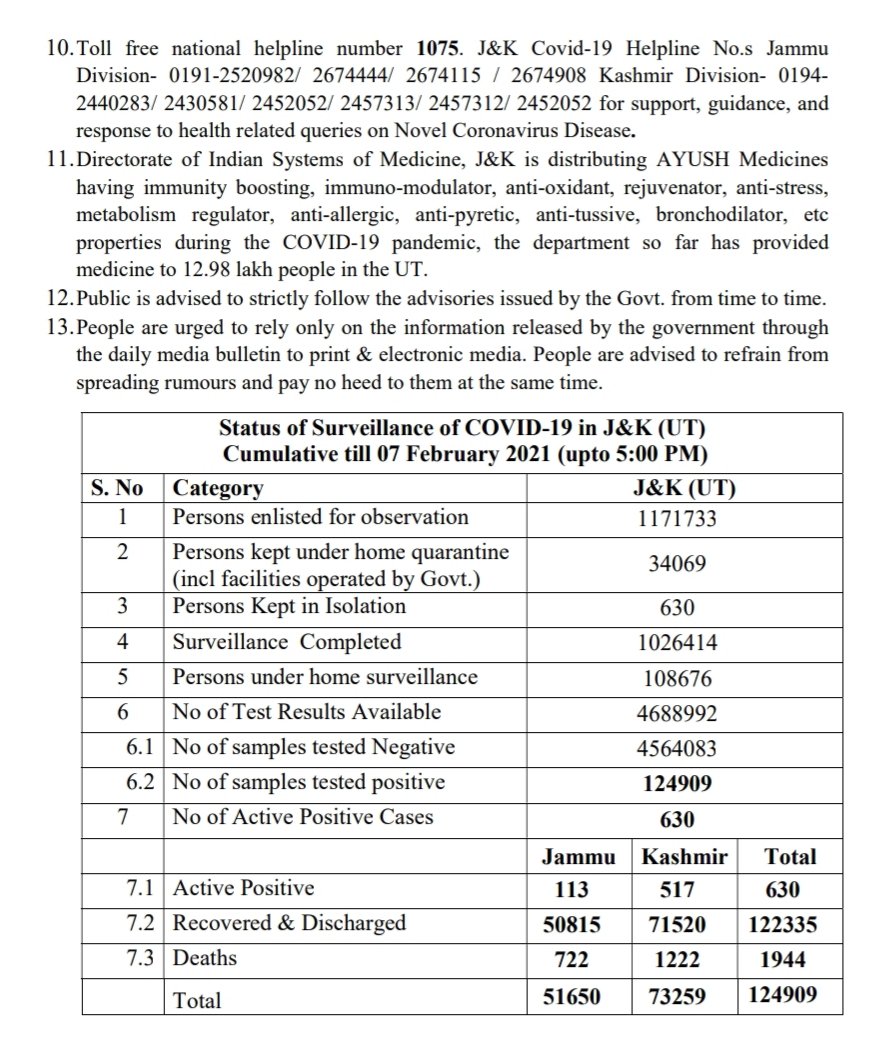 10.Toll free national helpline number 1075. J&K Covid-19 Helpline No.s Jammu
Division- 0191-2520982/ 2674444/ 2674115 / 2674908 Kashmir Division- 0194-
2440283/ 2430581/ 2452052/ 2457313/ 2457312/ 2452052 for support, guidance, and
response to health related queries on Novel Coronavirus Disease.
11.Directorate of Indian Systems of Medicine, J&K is distributing AYUSH Medicines
having immunity boosting, immuno-modulator, anti-oxidant, rejuvenator, anti-stress,
metabolism regulator, anti-allergic, anti-pyretic, anti-tussive, bronchodilator, etc
properties during the COVID-19 pandemic, the department so far has provided
medicine to 12.98 lakh people in the UT.
12.Public is advised to strictly follow the advisories issued by the Govt. from time to time.
13.People are urged to rely only on the information released by the government through
the daily media bulletin to print & electronic media. People are advised to refrain from
spreading rumours and pay no heed to them at the same time.
Status of Surveillance of COVID-19 in J&K (UT)
Cumulative till 07 February 2021 (upto 5:00 PM)
S. No Category J&K (UT)
1 Persons enlisted for observation 1171733
2 Persons kept under home quarantine
(incl facilities operated by Govt.) 34069
3 Persons Kept in Isolation 630
4 Surveillance Completed 1026414
5 Persons under home surveillance 108676
6 No of Test Results Available 4688992
6.1 No of samples tested Negative 4564083
6.2 No of samples tested positive 124909
7 No of Active Positive Cases 630
Jammu Kashmir Total
7.1 Active Positive 113 517 630
7.2 Recovered & Discharged 50815 71520 122335
7.3 Deaths 722 1222 1944
Total 51650 73259 124909